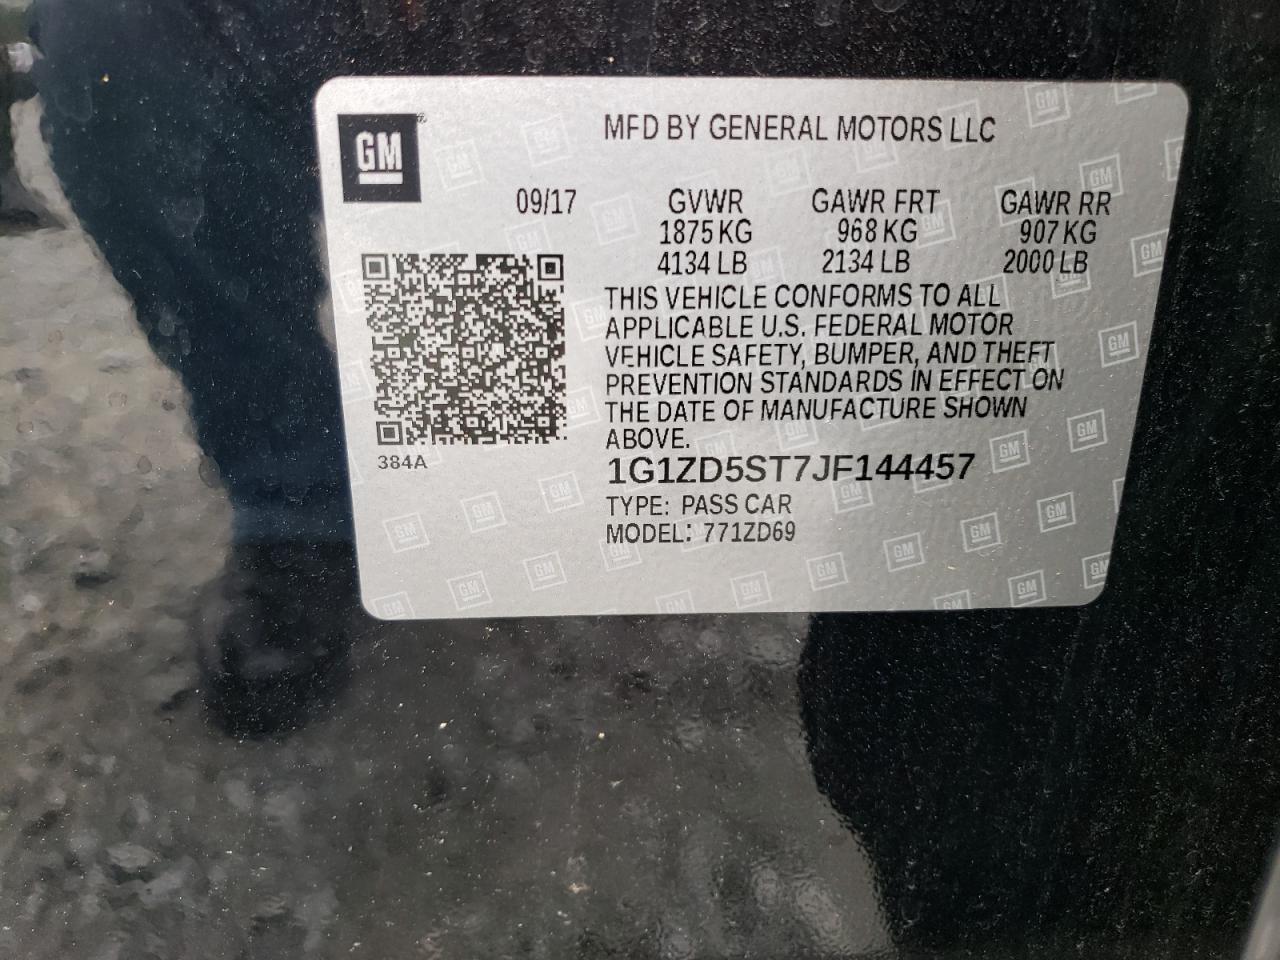 GM
MFD BY GENERAL MOTORS LLC
09/17 GVWR GAWR FRT GAWR RR
1875 KG 968 KG 907 KG
4134 LB 2134 LB 2000 LB
THIS VEHICLE CONFORMS TO ALL
APPLICABLE U.S. FEDERAL MOTOR
VEHICLE SAFETY, BUMPER, AND THEFT
PREVENTION STANDARDS IN EFFECT ON
THE DATE OF MANUFACTURE SHOWN
ABOVE.
384A
1G1ZD5ST7JF144457
TYPE: PASS CAR
MODEL: 771ZD69